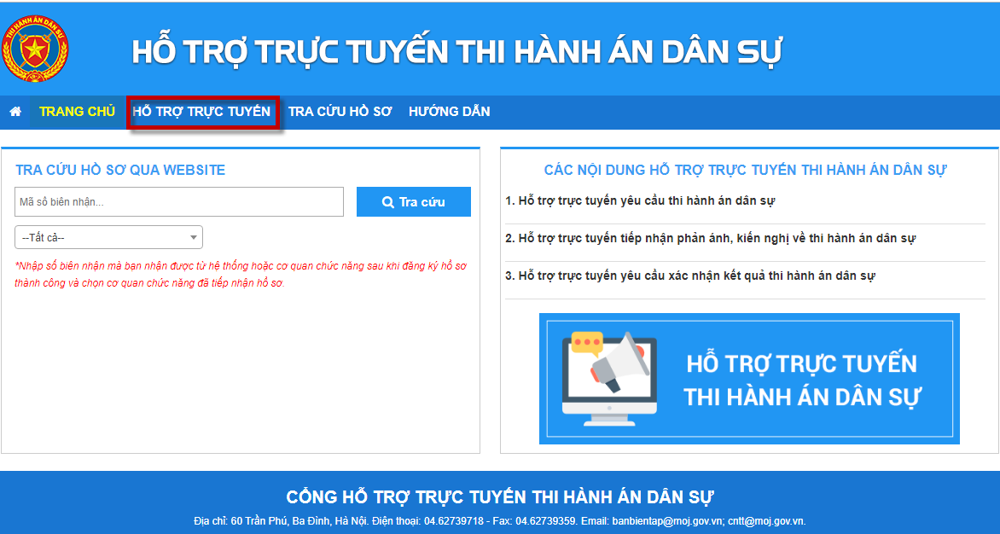 THI HÀNH ÁN DÂN SỰ
HỖ TRỢ TRỰC TUYẾN THI HÀNH ÁN DÂN SỰ
TRANG CHỦ HỖ TRỢ TRỰC TUYẾN TRA CỨU HỒ SƠ HƯỚNG DẪN
TRA CỨU HỒ SƠ QUA WEBSITE
Mã số biên nhận...
Tra cứu
--Tất cả--
*Nhập số biên nhận mà bạn nhận được từ hệ thống hoặc cơ quan chức năng sau khi đăng ký hồ sơ
thành công và chọn cơ quan chức năng đã tiếp nhận hồ sơ.
CÁC NỘI DUNG HỖ TRỢ TRỰC TUYẾN THI HÀNH ÁN DÂN SỰ
1. Hỗ trợ trực tuyến yêu cầu thi hành án dân sự
2. Hỗ trợ trực tuyến tiếp nhận phản ánh, kiến nghị về thi hành án dân sự
3. Hỗ trợ trực tuyến yêu cầu xác nhận kết quả thi hành án dân sự
HỖ TRỢ TRỰC TUYẾN
THI HÀNH ÁN DÂN SỰ
CỔNG HỖ TRỢ TRỰC TUYẾN THI HÀNH ÁN DÂN SỰ
Địa chỉ: 60 Trần Phú, Ba Đình, Hà Nội. Điện thoại: 04.62739718 - Fax: 04.62739359. Email: banbientap@moj.gov.vn; cntt@moj.gov.vn.